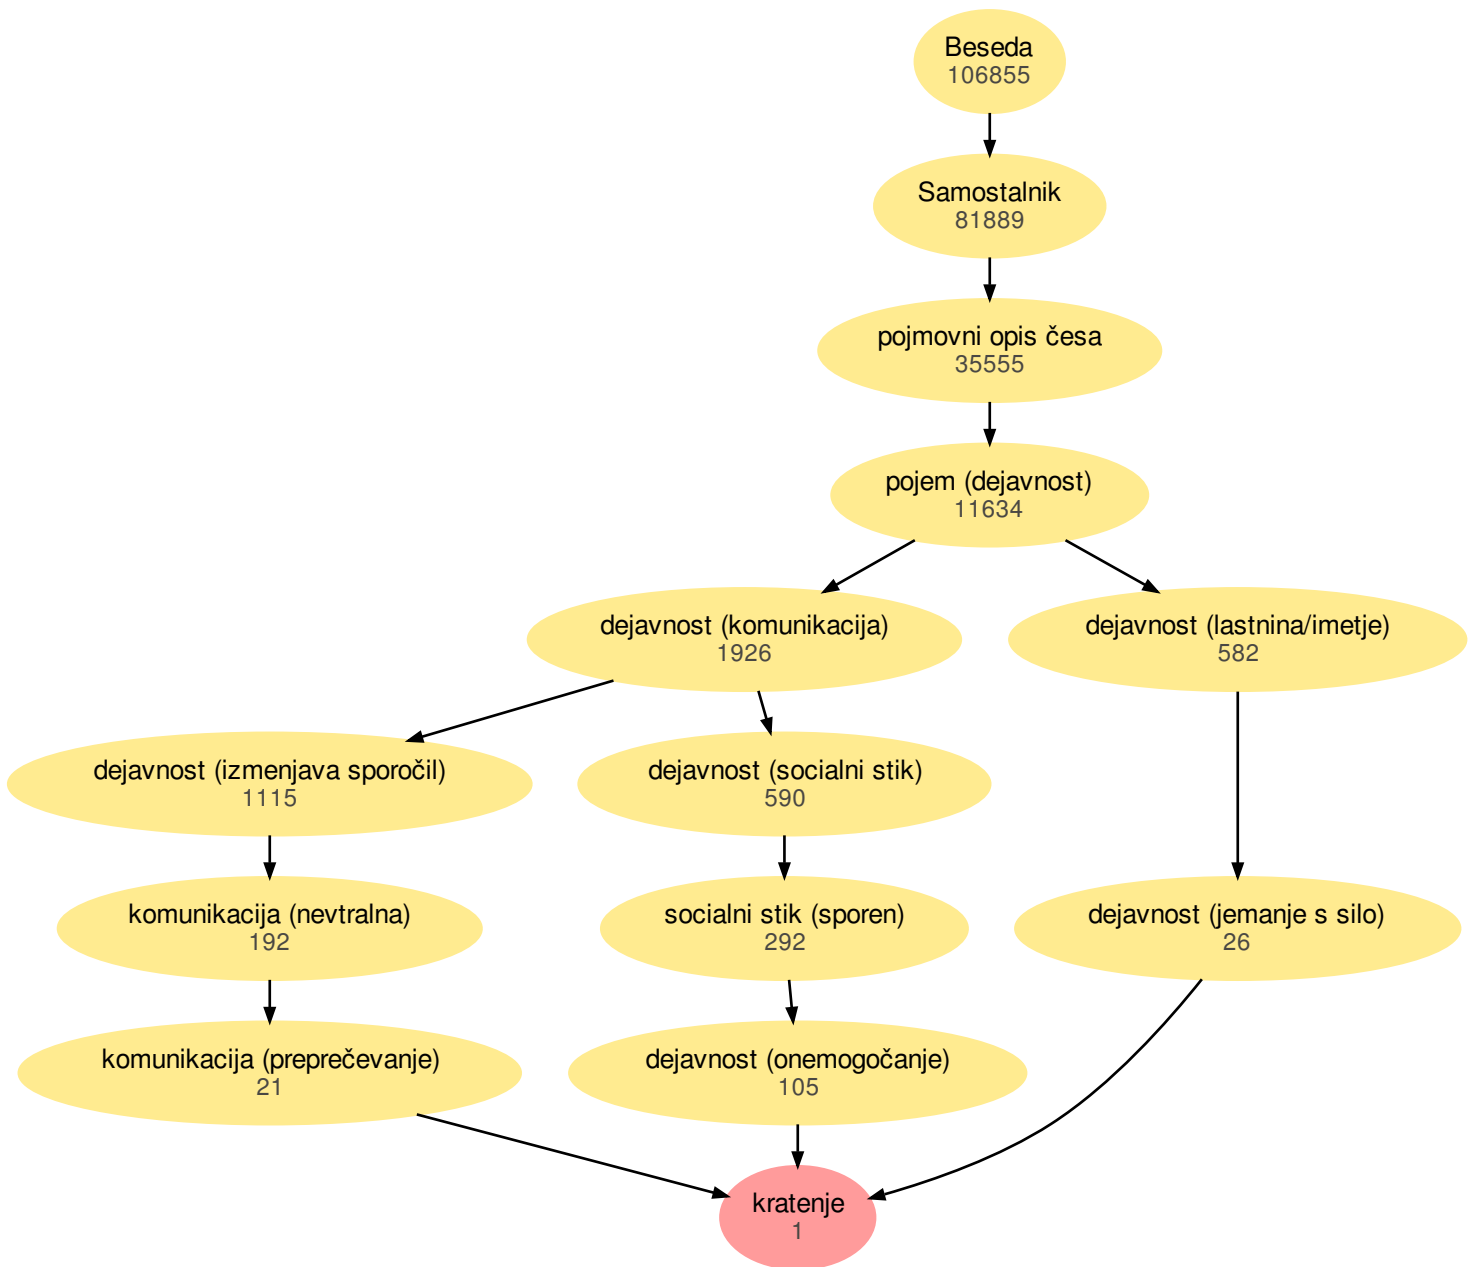 Beseda
106855
Samostalnik
81889
pojmovni opis česa
35555
pojem (dejavnost)
11634
dejavnost (komunikacija)
1926
dejavnost (lastnina/imetje)
582
dejavnost (izmenjava sporočil)
1115
dejavnost (socialni stik)
590
komunikacija (nevtralna)
192
socialni stik (sporen)
292
dejavnost (jemanje s silo)
26
komunikacija (preprečevanje)
21
dejavnost (onemogočanje)
105
kratenje
1